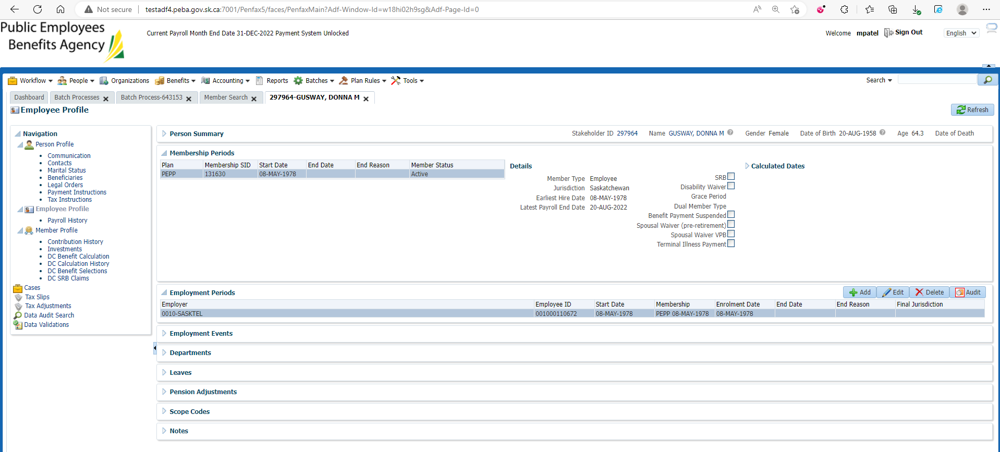 Not secure testadf4.peba.gov.sk.ca:7001/Penfax5/faces/PenfaxMain?Adf-Window-Id=w18hi02h9sg&Adf-Page-Id=0
Public Employees
Benefits Agency
Current Payroll Month End Date 31-DEC-2022 Payment System Unlocked
Welcome mpatel Sign Out English
Workflow People Organizations Benefits Accounting Reports Batches Plan Rules Tools Search
Dashboard Batch Processes Batch Process-643153 Member Search 297964-GUSWAY, DONNA M
Employee Profile
Refresh
Navigation
Person Profile
Communication
Contacts
Marital Status
Beneficiaries
Legal Orders
Payment Instructions
Tax Instructions
Employee Profile
Payroll History
Member Profile
Contribution History
Investments
DC Benefit Calculation
DC Calculation History
DC Benefit Selections
DC SRB Claims
Cases
Tax Slips
Tax Adjustments
Data Audit Search
Data Validations
Person Summary Stakeholder ID 297964 Name GUSWAY, DONNA M Gender Female Date of Birth 20-AUG-1958 Age 64.3 Date of Death
Membership Periods
Plan Membership SID Start Date End Date End Reason Member Status
PEPP 131630 08-MAY-1978 Active
Details
Member Type Employee
Jurisdiction Saskatchewan
Earliest Hire Date 08-MAY-1978
Latest Payroll End Date 20-AUG-2022
SRB
Disability Waiver
Grace Period
Dual Member Type
Benefit Payment Suspended
Spousal Waiver (pre-retirement)
Spousal Waiver VPB
Terminal Illness Payment
Calculated Dates
Employment Periods Add Edit Delete Audit
Employer Employee ID Start Date Membership Enrolment Date End Date End Reason Final Jurisdiction
0010-SASKTEL 001000110672 08-MAY-1978 PEPP 08-MAY-1978 08-MAY-1978
Employment Events
Departments
Leaves
Pension Adjustments
Scope Codes
Notes